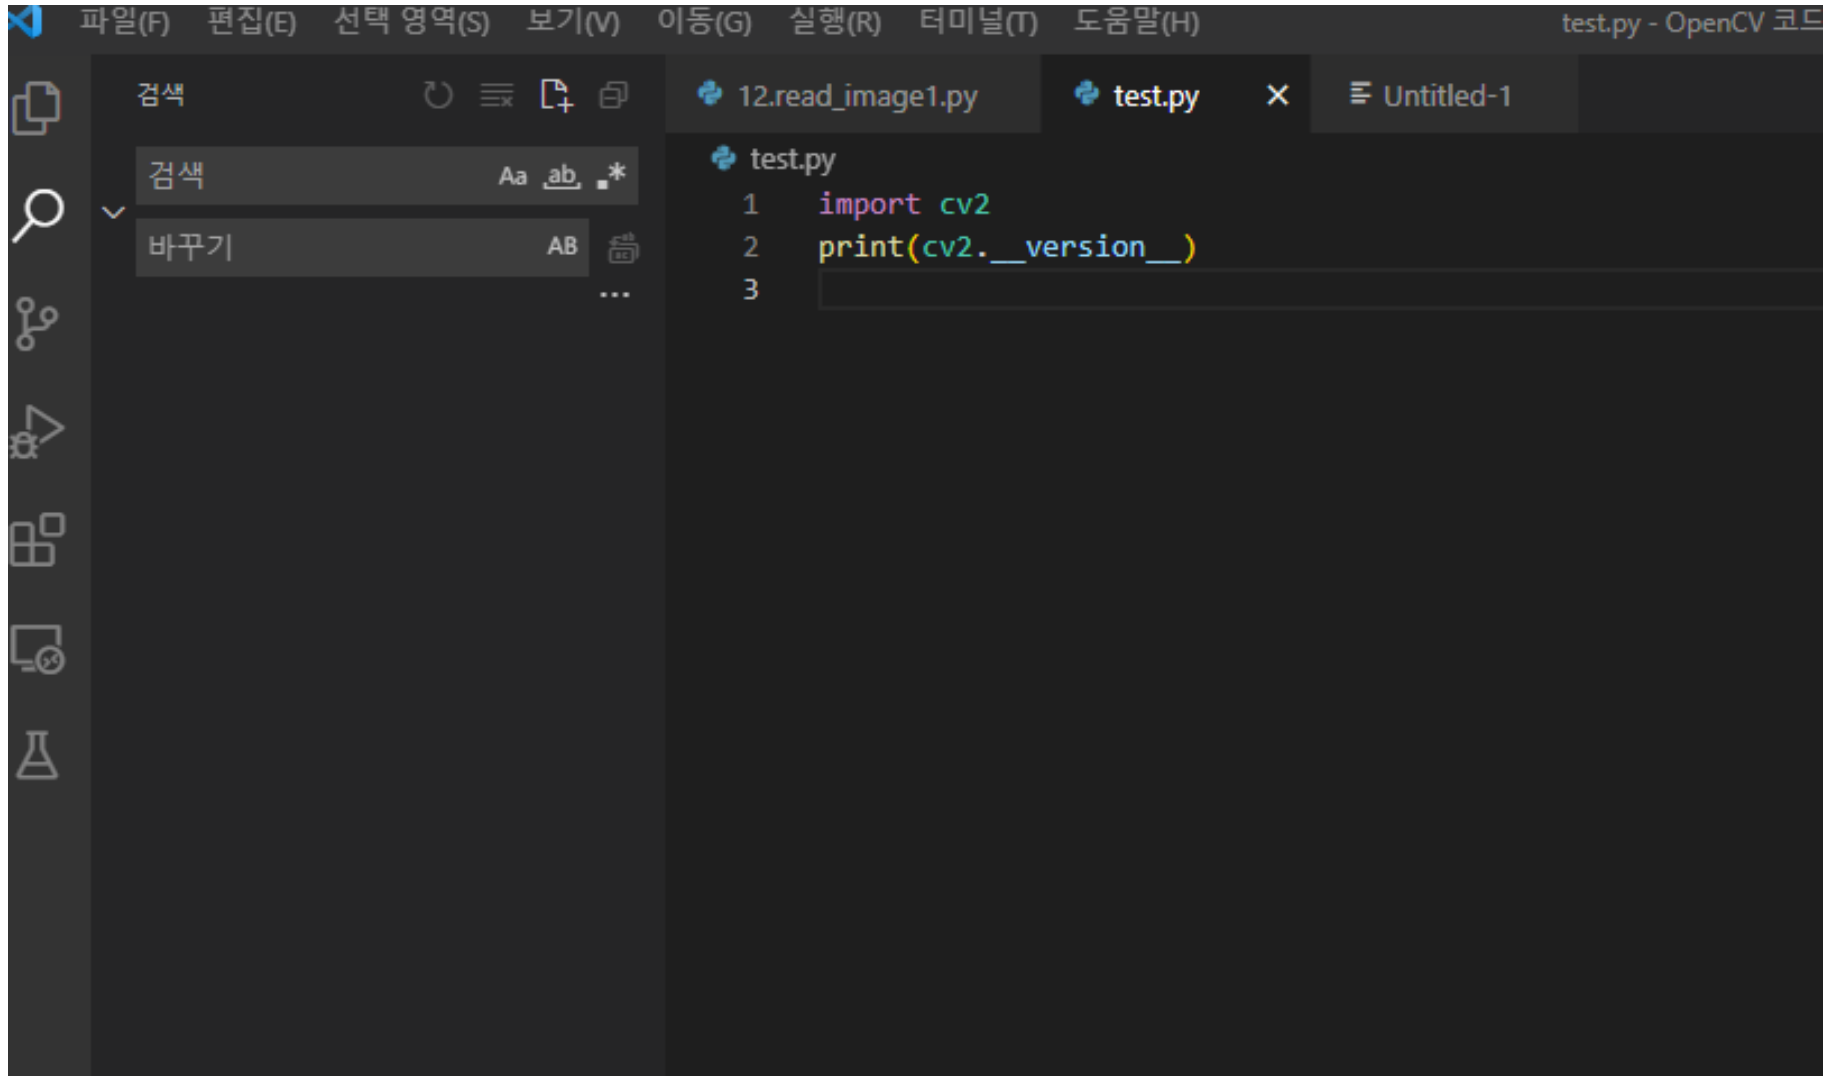 파일(F) 편집(E) 선택 영역(S) 보기(V) 이동(G) 실행(R) 터미널(T) 도움말(H) test.py - OpenCV 코드
검색
검색 Aa ab .*
바꾸기 AB
...
12.read_image1.py test.py Untitled-1
test.py
1 import cv2
2 print(cv2.__version__)
3